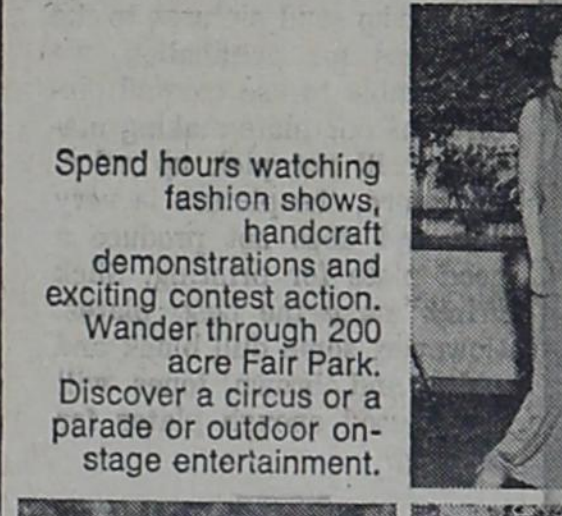 Spend hours watching
fashion shows,
handcraft
demonstrations and
exciting contest action.
Wander through 200
acre Fair Park.
Discover a circus or a
parade or outdoor on-
stage entertainment.